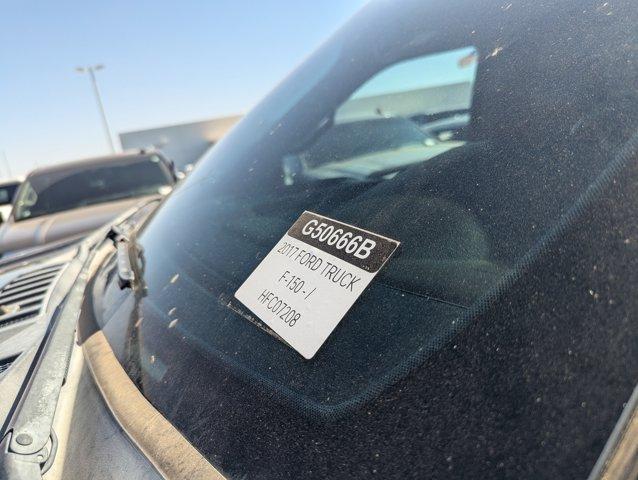 G50666B
2017 FORD TRUCK
F-150 - /
HFC07208